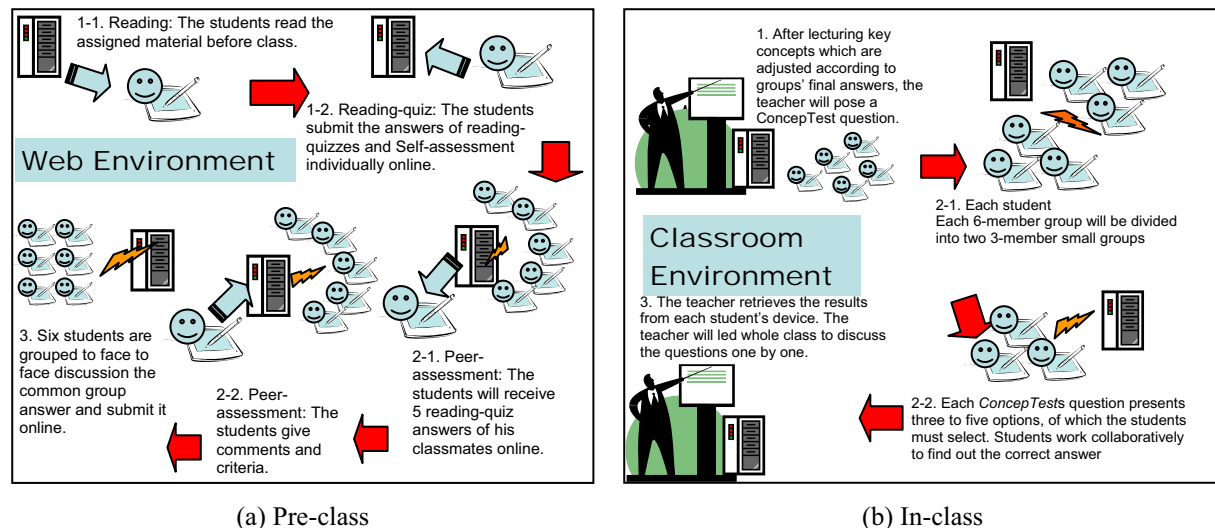 1-1. Reading: The students read the
assigned material before class.
1-2. Reading-quiz: The students
submit the answers of reading-
quizzes and Self-assessment
individually online.
Web Environment
2-1. Peer-
assessment: The
students will receive
5 reading-quiz
answers of his
classmates online.
2-2. Peer-
assessment: The
students give
comments and
criteria.
3. Six students are
grouped to face to
face discussion the
common group
answer and submit it
online.
(a) Pre-class
1. After lecturing key
concepts which are
adjusted according to
groups' final answers, the
teacher will pose a
ConcepTest question.
2-1. Each student
Each 6-member group will be divided
into two 3-member small groups
Classroom
Environment
2-2. Each ConcepTests question presents
three to five options, of which the students
must select. Students work collaboratively
to find out the correct answer
3. The teacher retrieves the results
from each student's device. The
teacher will led whole class to discuss
the questions one by one.
(b) In-class